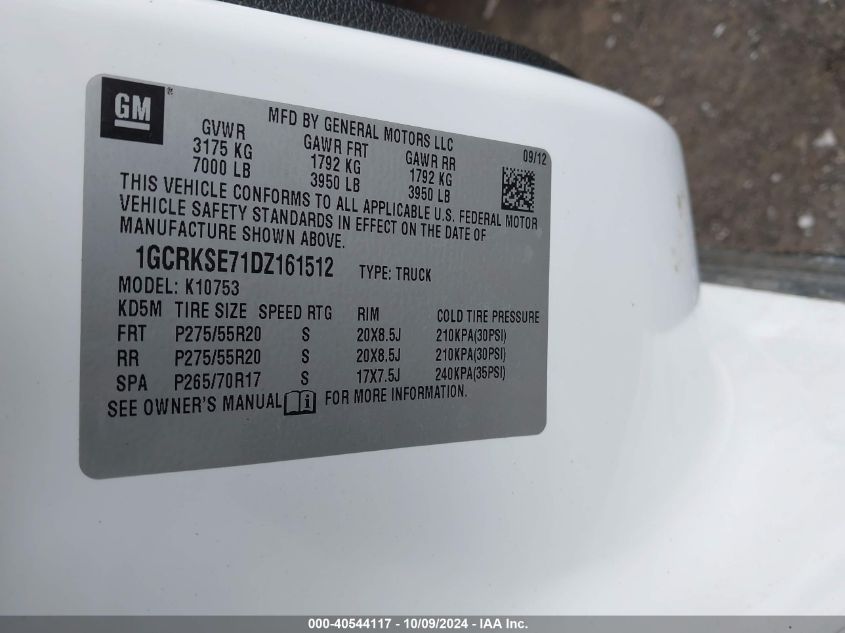 GM
MFD BY GENERAL MOTORS LLC
09/12
GVWR GAWR FRT GAWR RR
3175 KG 1792 KG 1792 KG
7000 LB 3950 LB 3950 LB
THIS VEHICLE CONFORMS TO ALL APPLICABLE U.S. FEDERAL MOTOR
VEHICLE SAFETY STANDARDS IN EFFECT ON THE DATE OF
MANUFACTURE SHOWN ABOVE.
1GCRKSE71DZ161512 TYPE: TRUCK
MODEL: K10753
KD5M TIRE SIZE SPEED RTG RIM COLD TIRE PRESSURE
FRT P275/55R20 S 20X8.5J 210KPA(30PSI)
RR P275/55R20 S 20X8.5J 210KPA(30PSI)
SPA P265/70R17 S 17X7.5J 240KPA(35PSI)
SEE OWNER'S MANUAL FOR MORE INFORMATION.
000-40544117 - 10/09/2024 - IAA Inc.